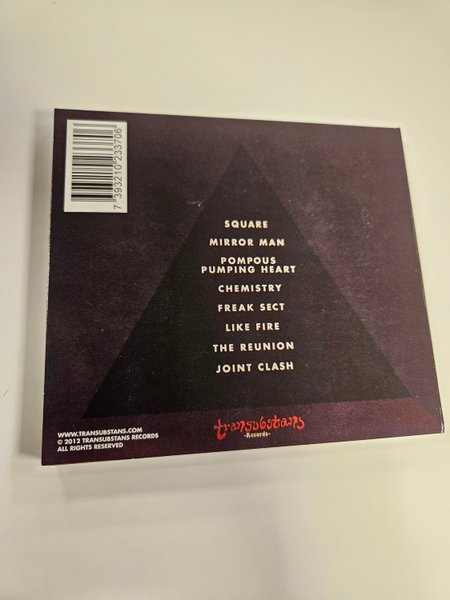 7 393210 233706
SQUARE
MIRROR MAN
POMPOUS
PUMPING HEART
CHEMISTRY
FREAK SECT
LIKE FIRE
THE REUNION
JOINT CLASH
transubstans
-Records-
WWW.TRANSUBSTANS.COM
© 2012 TRANSUBSTANS RECORDS
ALL RIGHTS RESERVED